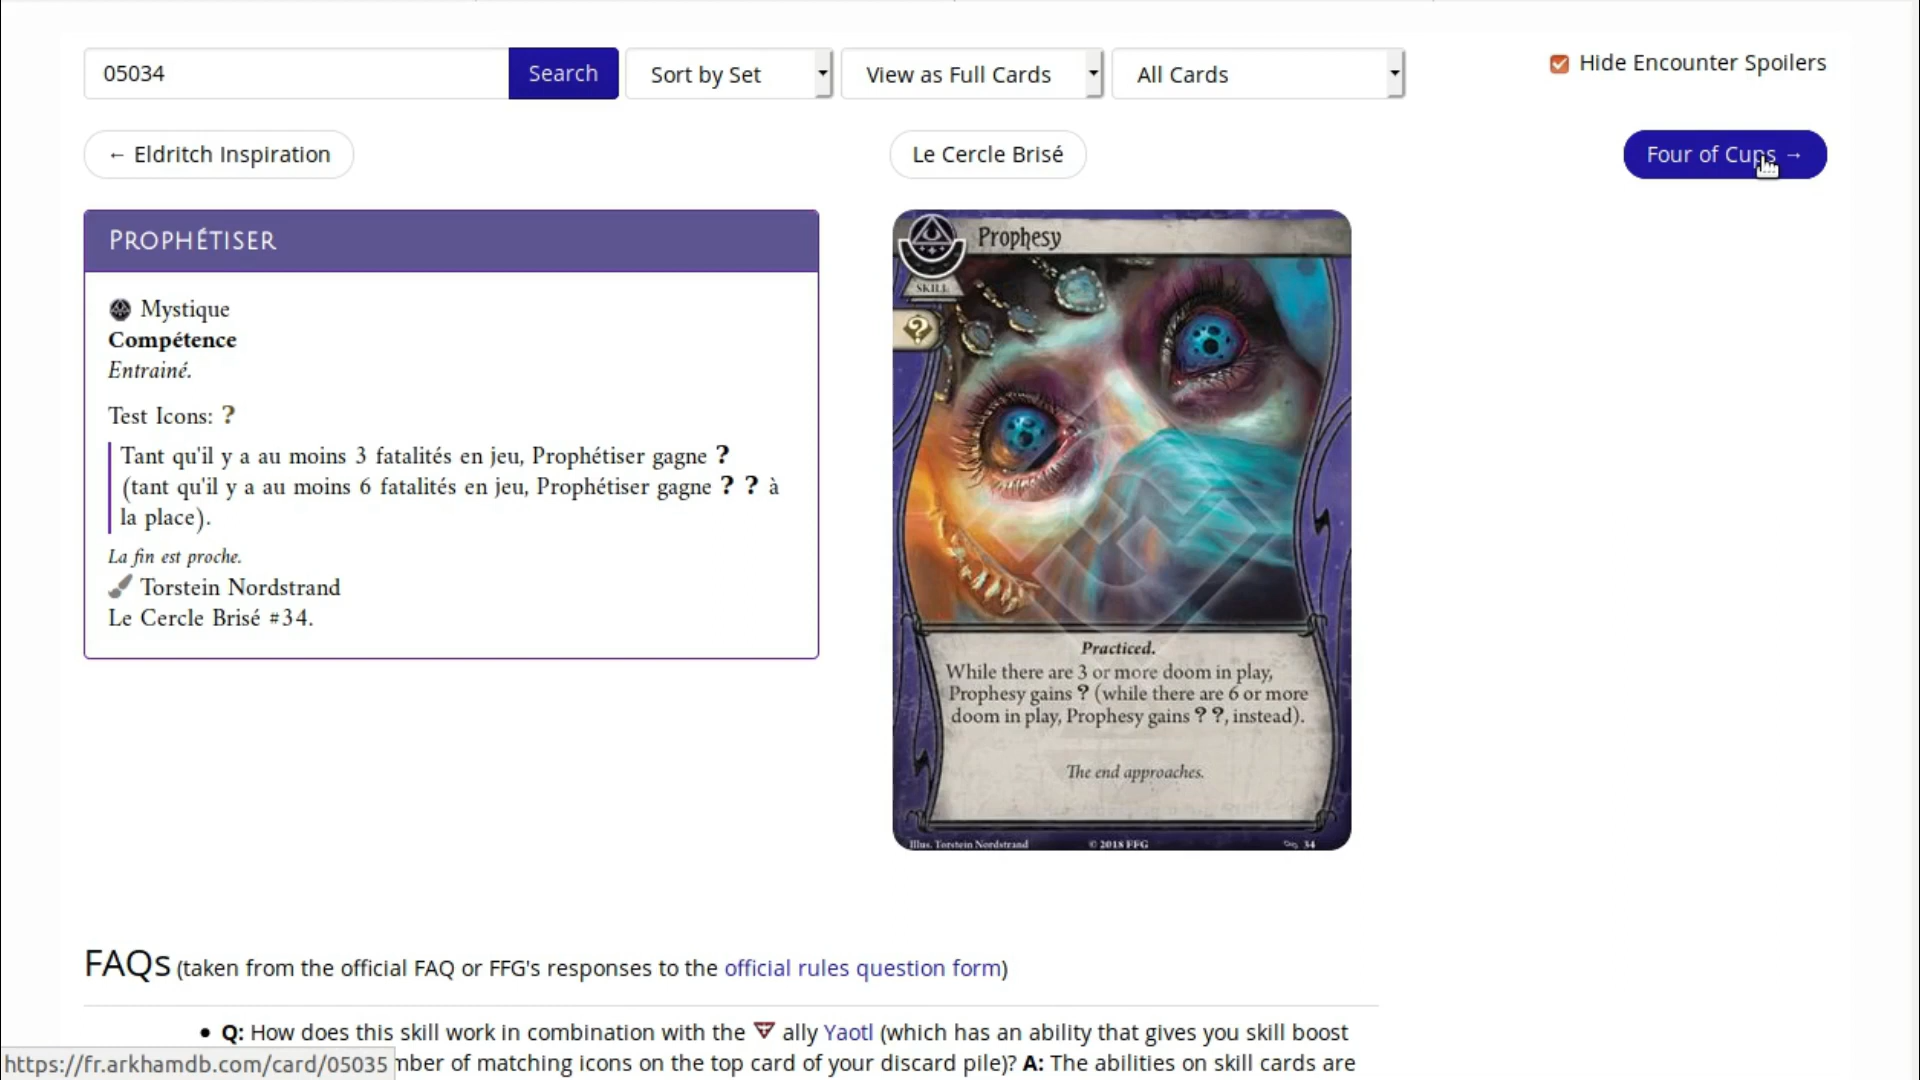 05034
Search
Sort by Set
View as Full Cards
All Cards
Hide Encounter Spoilers
← Eldritch Inspiration
Le Cercle Brisé
Four of Cups →
Prophétiser
Mystique
Compétence
Entrainé.
Test Icons: ?
Tant qu'il y a au moins 3 fatalités en jeu, Prophétiser gagne ?
(tant qu'il y a au moins 6 fatalités en jeu, Prophétiser gagne ? ? à
la place).
La fin est proche.
Torstein Nordstrand
Le Cercle Brisé #34.
Prophesy
SKILL
?
Practiced.
While there are 3 or more doom in play,
Prophesy gains ? (while there are 6 or more
doom in play, Prophesy gains ? ?, instead).
The end approaches.
Illus. Torstein Nordstrand
© 2018 FFG
34
FAQs (taken from the official FAQ or FFG's responses to the official rules question form)
• Q: How does this skill work in combination with the ally Yaotl (which has an ability that gives you skill boost
mber of matching icons on the top card of your discard pile)? A: The abilities on skill cards are
https://fr.arkhamdb.com/card/05035